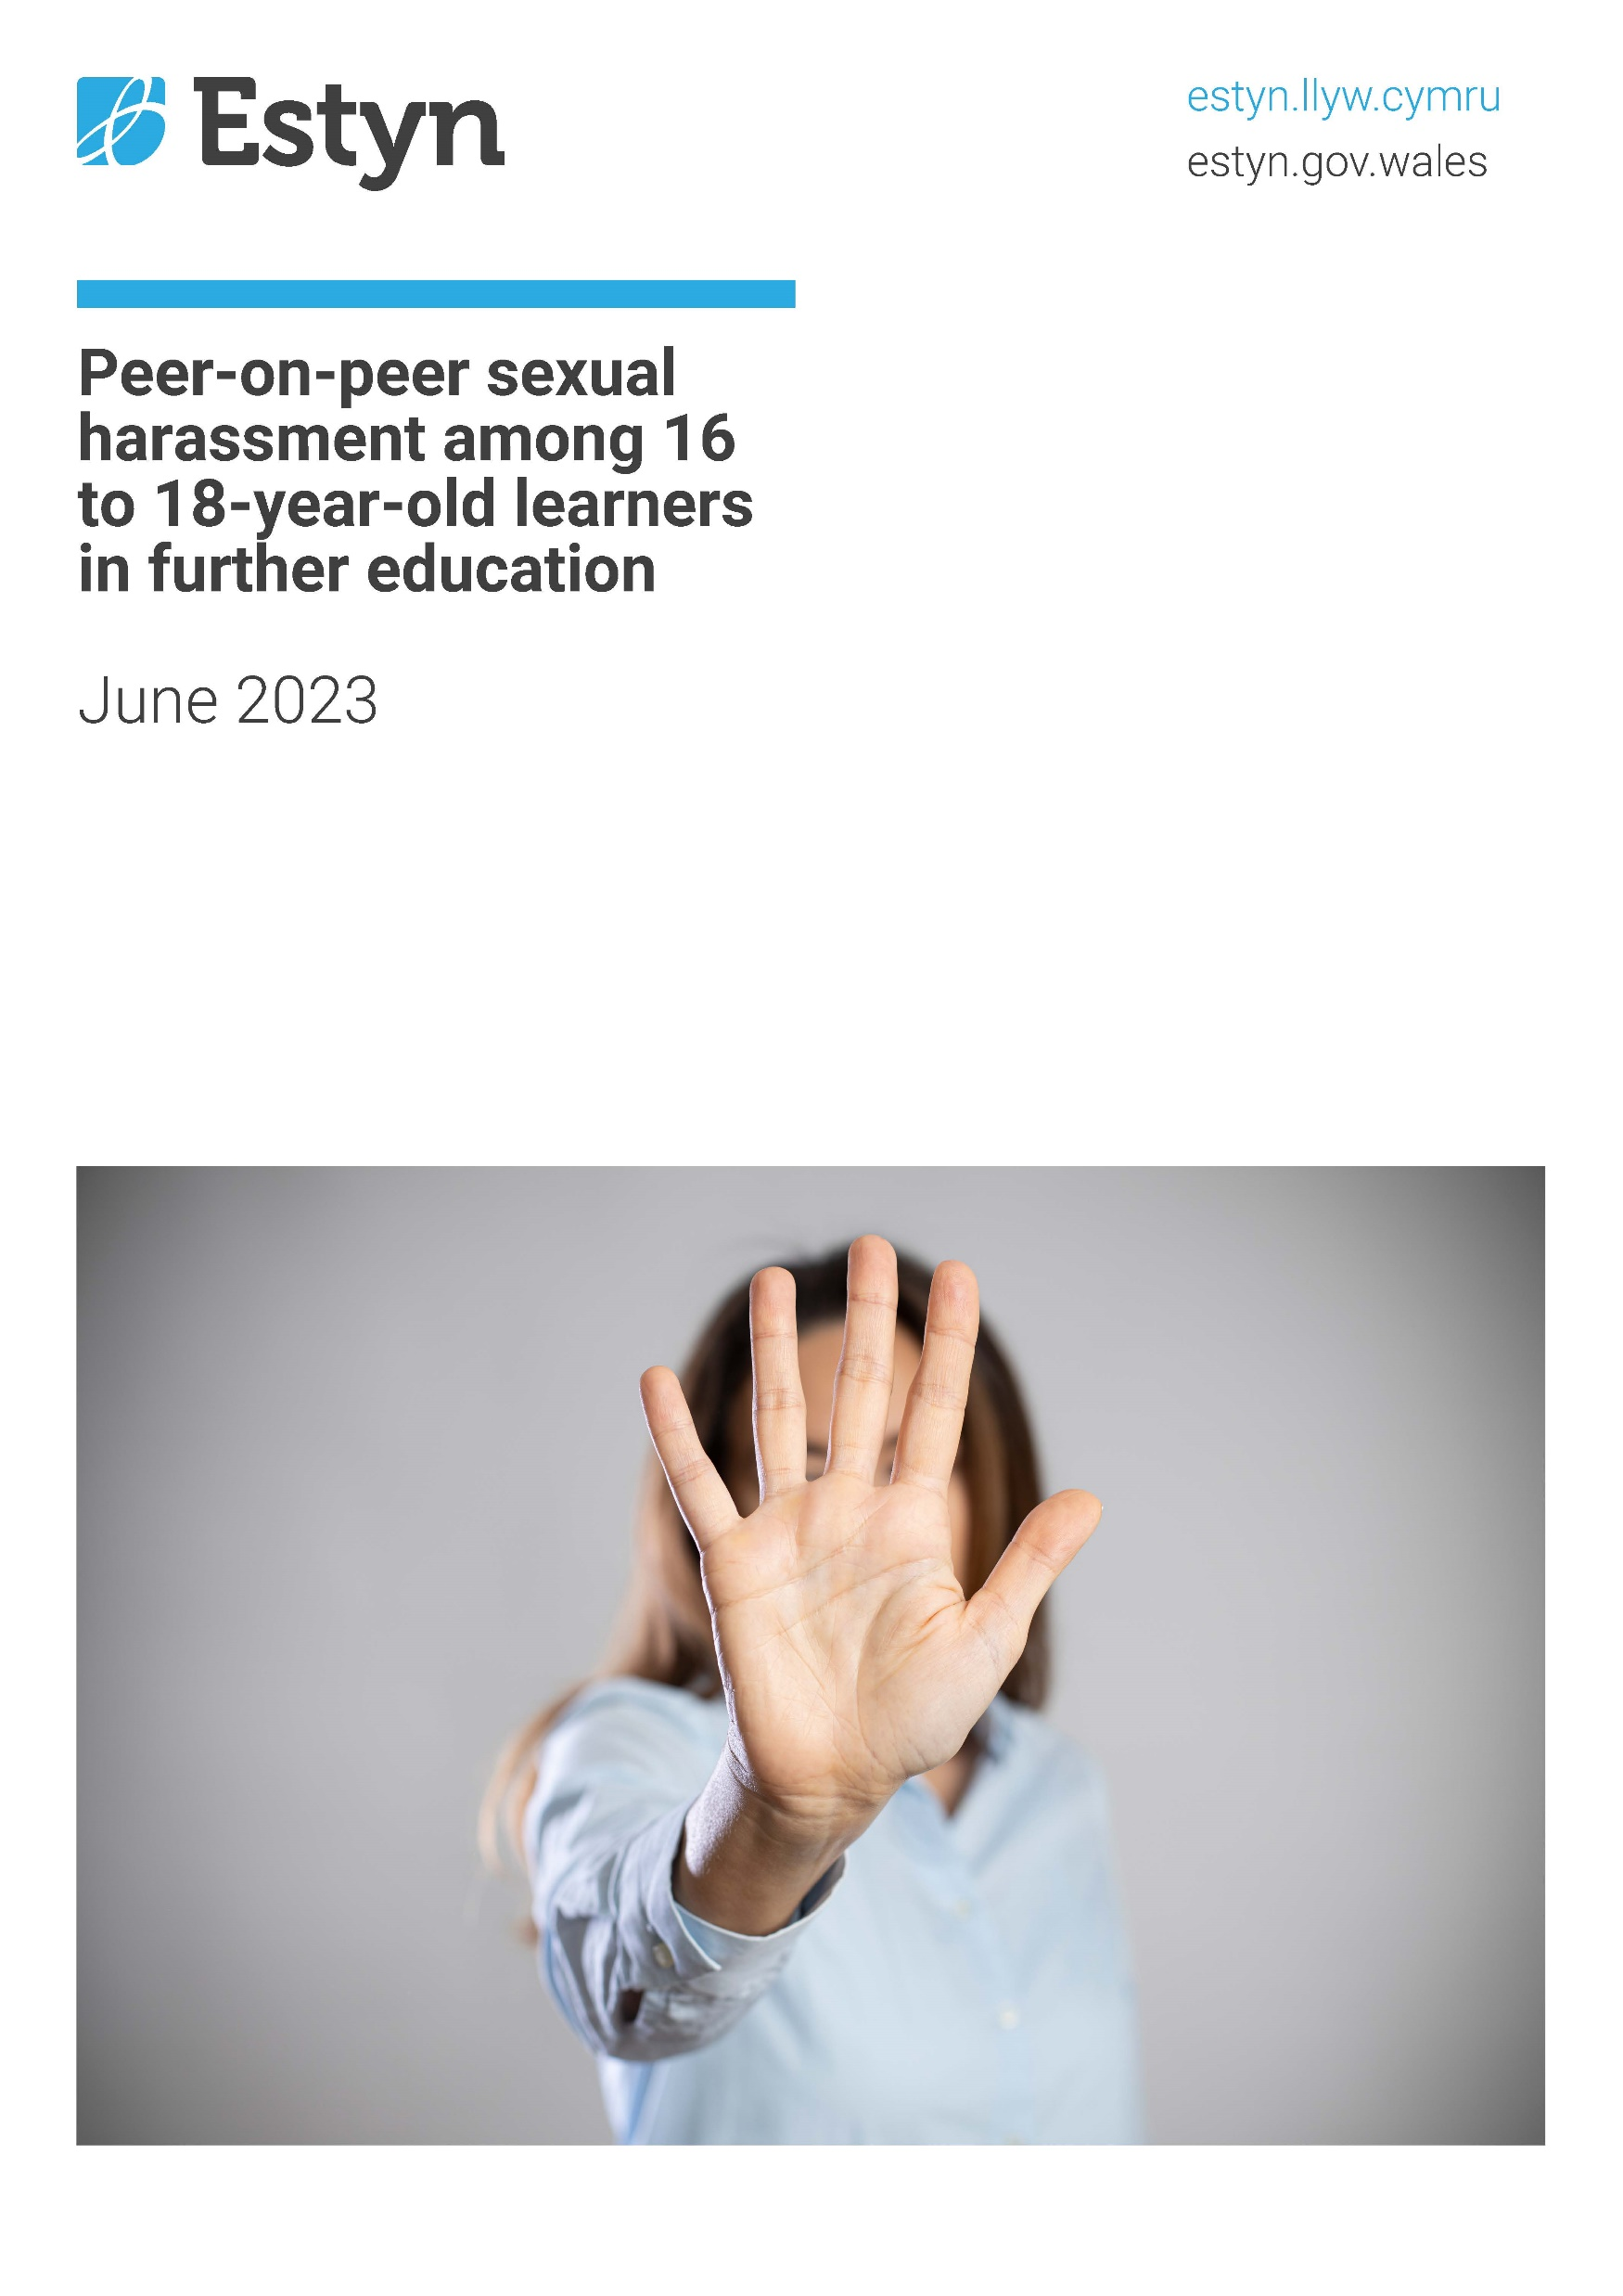 Estyn
estyn.llyw.cymru
estyn.gov.wales
Peer-on-peer sexual
harassment among 16
to 18-year-old learners
in further education
June 2023